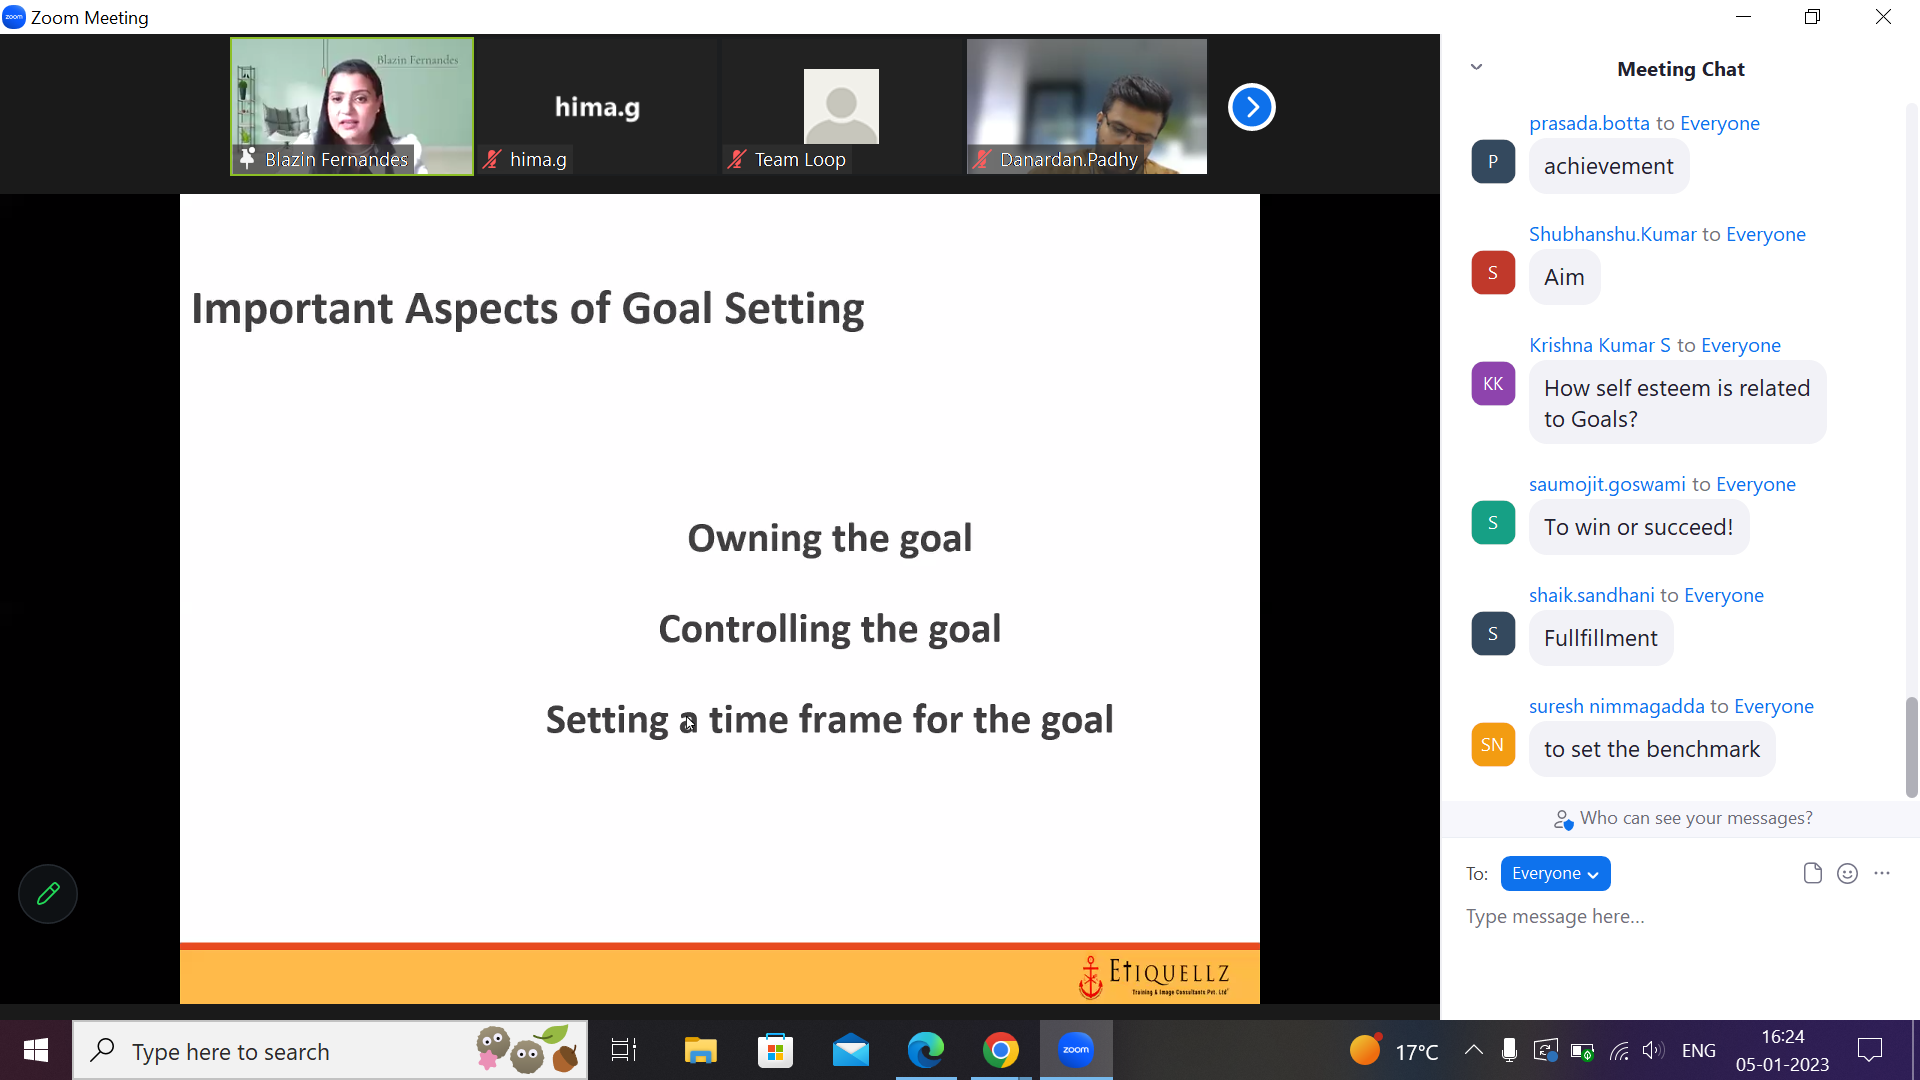 zoom Zoom Meeting
Blazin Fernandes
Blazin Fernandes
hima.g
hima.g
Team Loop
Danardan.Padhy
Important Aspects of Goal Setting
Owning the goal
Controlling the goal
Setting a time frame for the goal
ETIQUELLZ
Training & Image Consultants Pvt. Ltd
Meeting Chat
prasada.botta to Everyone
P
achievement
Shubhanshu.Kumar to Everyone
S
Aim
Krishna Kumar S to Everyone
KK
How self esteem is related
to Goals?
saumojit.goswami to Everyone
S
To win or succeed!
shaik.sandhani to Everyone
S
Fullfillment
suresh nimmagadda to Everyone
SN
to set the benchmark
Who can see your messages?
To: Everyone
Type message here...
Type here to search
zoom
17°C
ENG
16:24
05-01-2023